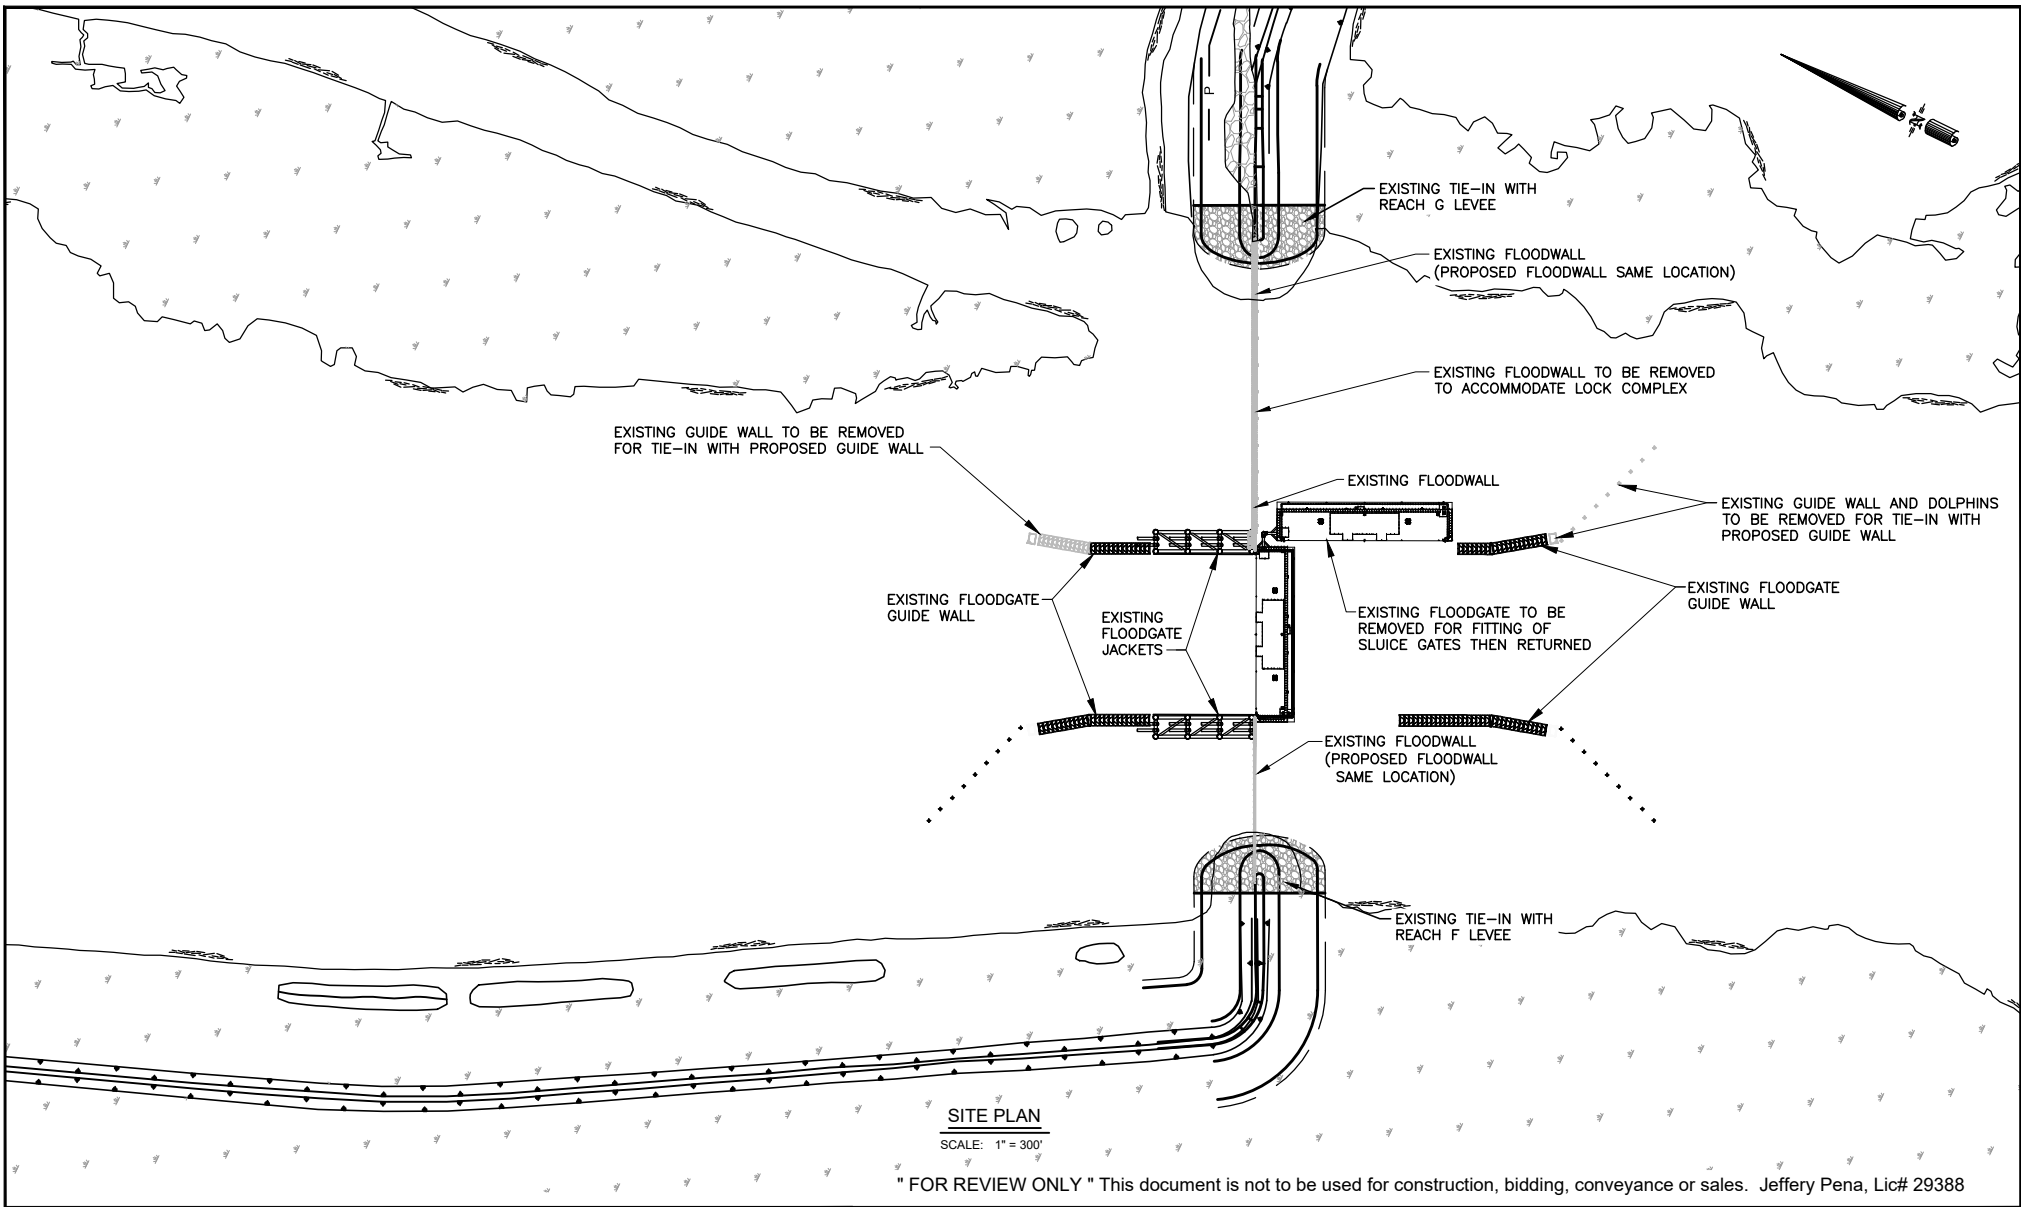 P
=N=
EXISTING TIE-IN WITH
REACH G LEVEE
EXISTING FLOODWALL
(PROPOSED FLOODWALL SAME LOCATION)
EXISTING FLOODWALL TO BE REMOVED
TO ACCOMMODATE LOCK COMPLEX
EXISTING GUIDE WALL TO BE REMOVED
FOR TIE-IN WITH PROPOSED GUIDE WALL
EXISTING FLOODWALL
EXISTING GUIDE WALL AND DOLPHINS
TO BE REMOVED FOR TIE-IN WITH
PROPOSED GUIDE WALL
EXISTING FLOODGATE
GUIDE WALL
EXISTING
FLOODGATE
JACKETS
EXISTING FLOODGATE TO BE
REMOVED FOR FITTING OF
SLUICE GATES THEN RETURNED
EXISTING FLOODGATE
GUIDE WALL
EXISTING FLOODWALL
(PROPOSED FLOODWALL
SAME LOCATION)
EXISTING TIE-IN WITH
REACH F LEVEE
SITE PLAN
SCALE: 1" = 300'
" FOR REVIEW ONLY " This document is not to be used for construction, bidding, conveyance or sales. Jeffery Pena, Lic# 29388